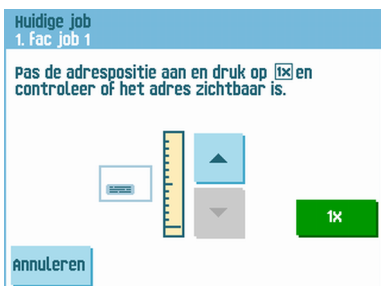 Huidige job
1. Fac job 1
Pas de adrespositie aan en druk op 1x en
controleer of het adres zichtbaar is.
1x
Annuleren